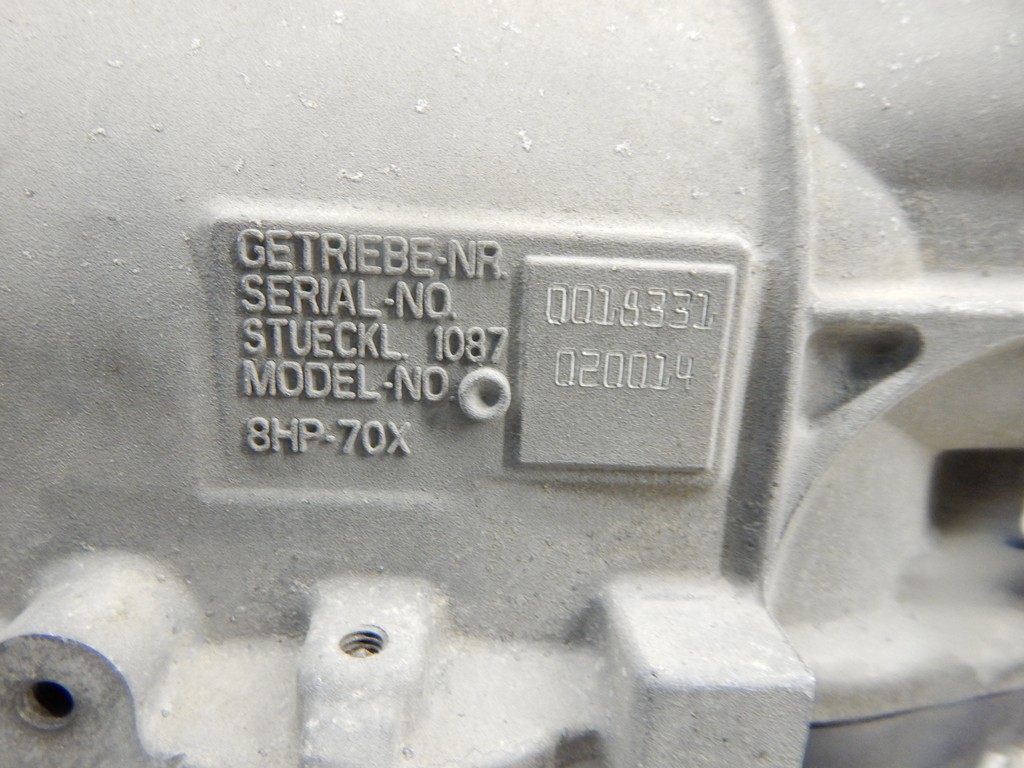 GETRIEBE-NR.
SERIAL-NO. 0018331
STUECKL. 1087
MODEL-NO. 020014
8HP-70X